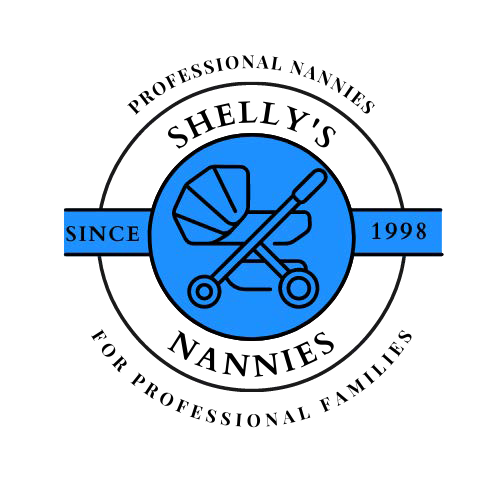 PROFESSIONAL NANNIES
SHELLY'S
SINCE 1998
NANNIES
FOR PROFESSIONAL FAMILIES